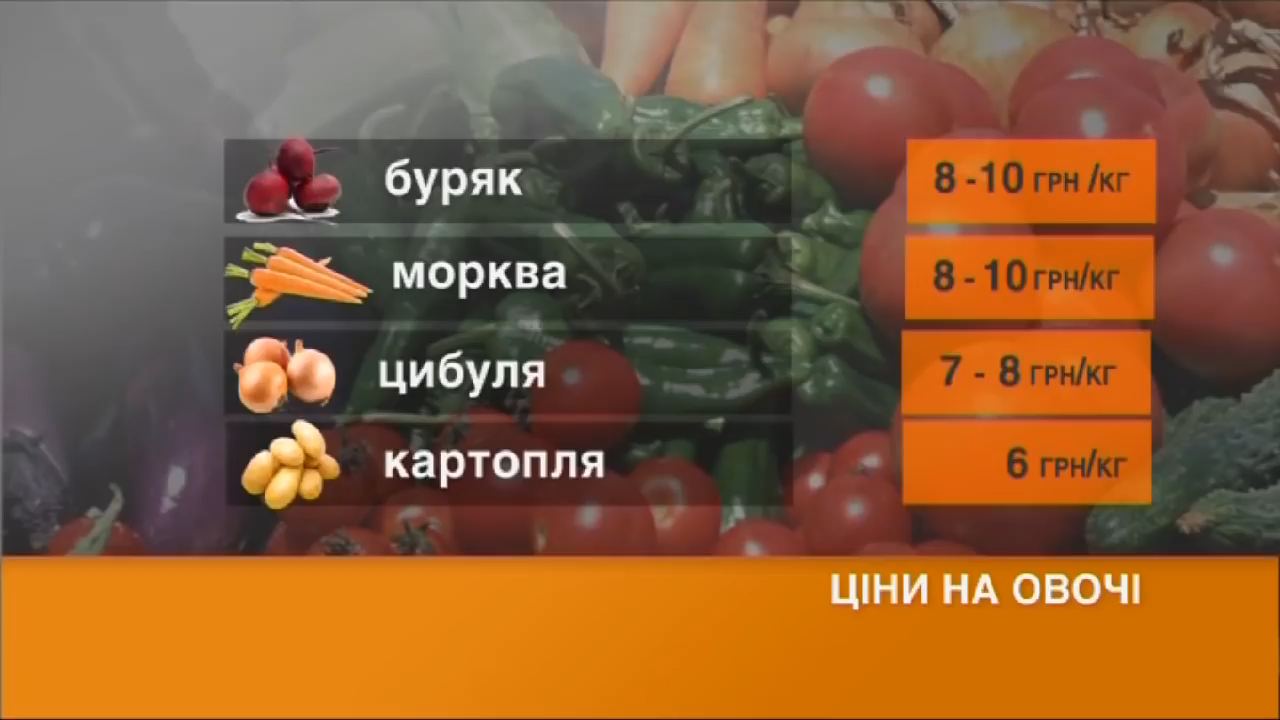 буряк 8 -10 ГРН /КГ
морква 8 - 10 ГРН/КГ
цибуля 7 - 8 ГРН/КГ
картопля 6 ГРН/КГ
ЦІНИ НА ОВОЧІ